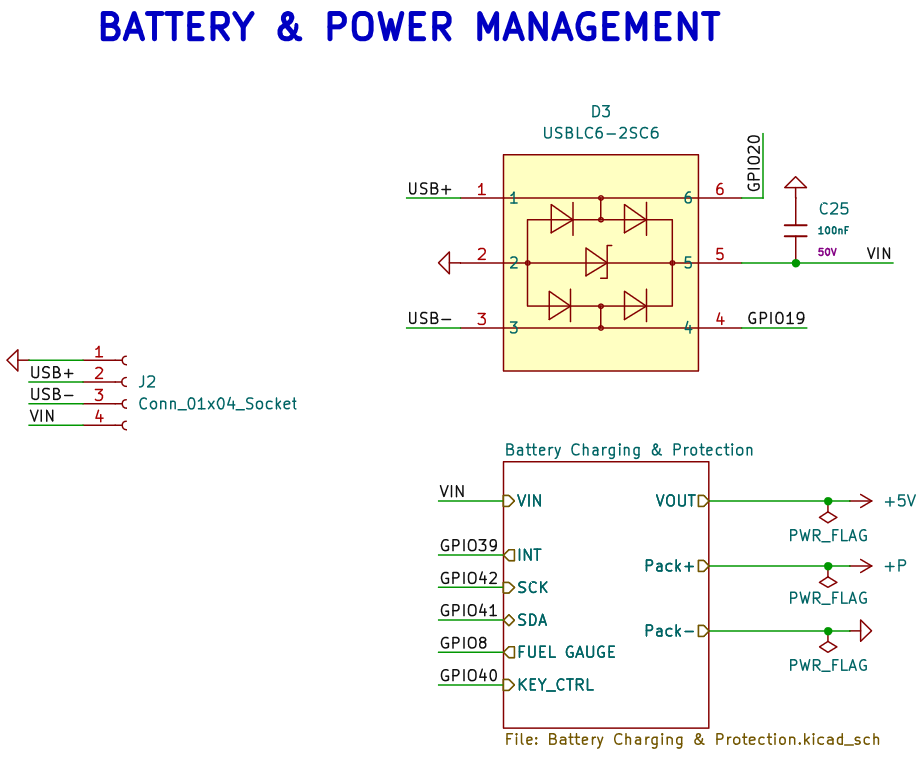 BATTERY & POWER MANAGEMENT
D3
USBLC6-2SC6
GPIO20
USB+ 1 1 6 6
C25
100nF
50V
2 2 5 5 VIN
USB- 3 3 4 4 GPIO19
1
USB+ 2 J2
USB- 3 Conn_01x04_Socket
VIN 4
Battery Charging & Protection
VIN VIN VOUT +5V
PWR_FLAG
GPIO39 INT
Pack+ +P
GPIO42 SCK
PWR_FLAG
GPIO41 SDA
Pack-
GPIO8 FUEL GAUGE
PWR_FLAG
GPIO40 KEY_CTRL
File: Battery Charging & Protection.kicad_sch